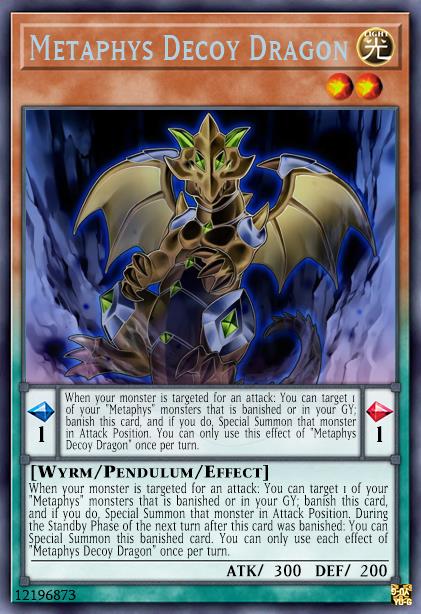 Metaphys Decoy Dragon
LIGHT
光
When your monster is targeted for an attack: You can target 1
of your "Metaphys" monsters that is banished or in your GY;
banish this card, and if you do, Special Summon that monster
in Attack Position. You can only use this effect of "Metaphys
Decoy Dragon" once per turn.
1
1
[Wyrm/Pendulum/Effect]
When your monster is targeted for an attack: You can target 1 of your
"Metaphys" monsters that is banished or in your GY; banish this card,
and if you do, Special Summon that monster in Attack Position. During
the Standby Phase of the next turn after this card was banished: You can
Special Summon this banished card. You can only use each effect of
"Metaphys Decoy Dragon" once per turn.
ATK/ 300 DEF/ 200
12196873